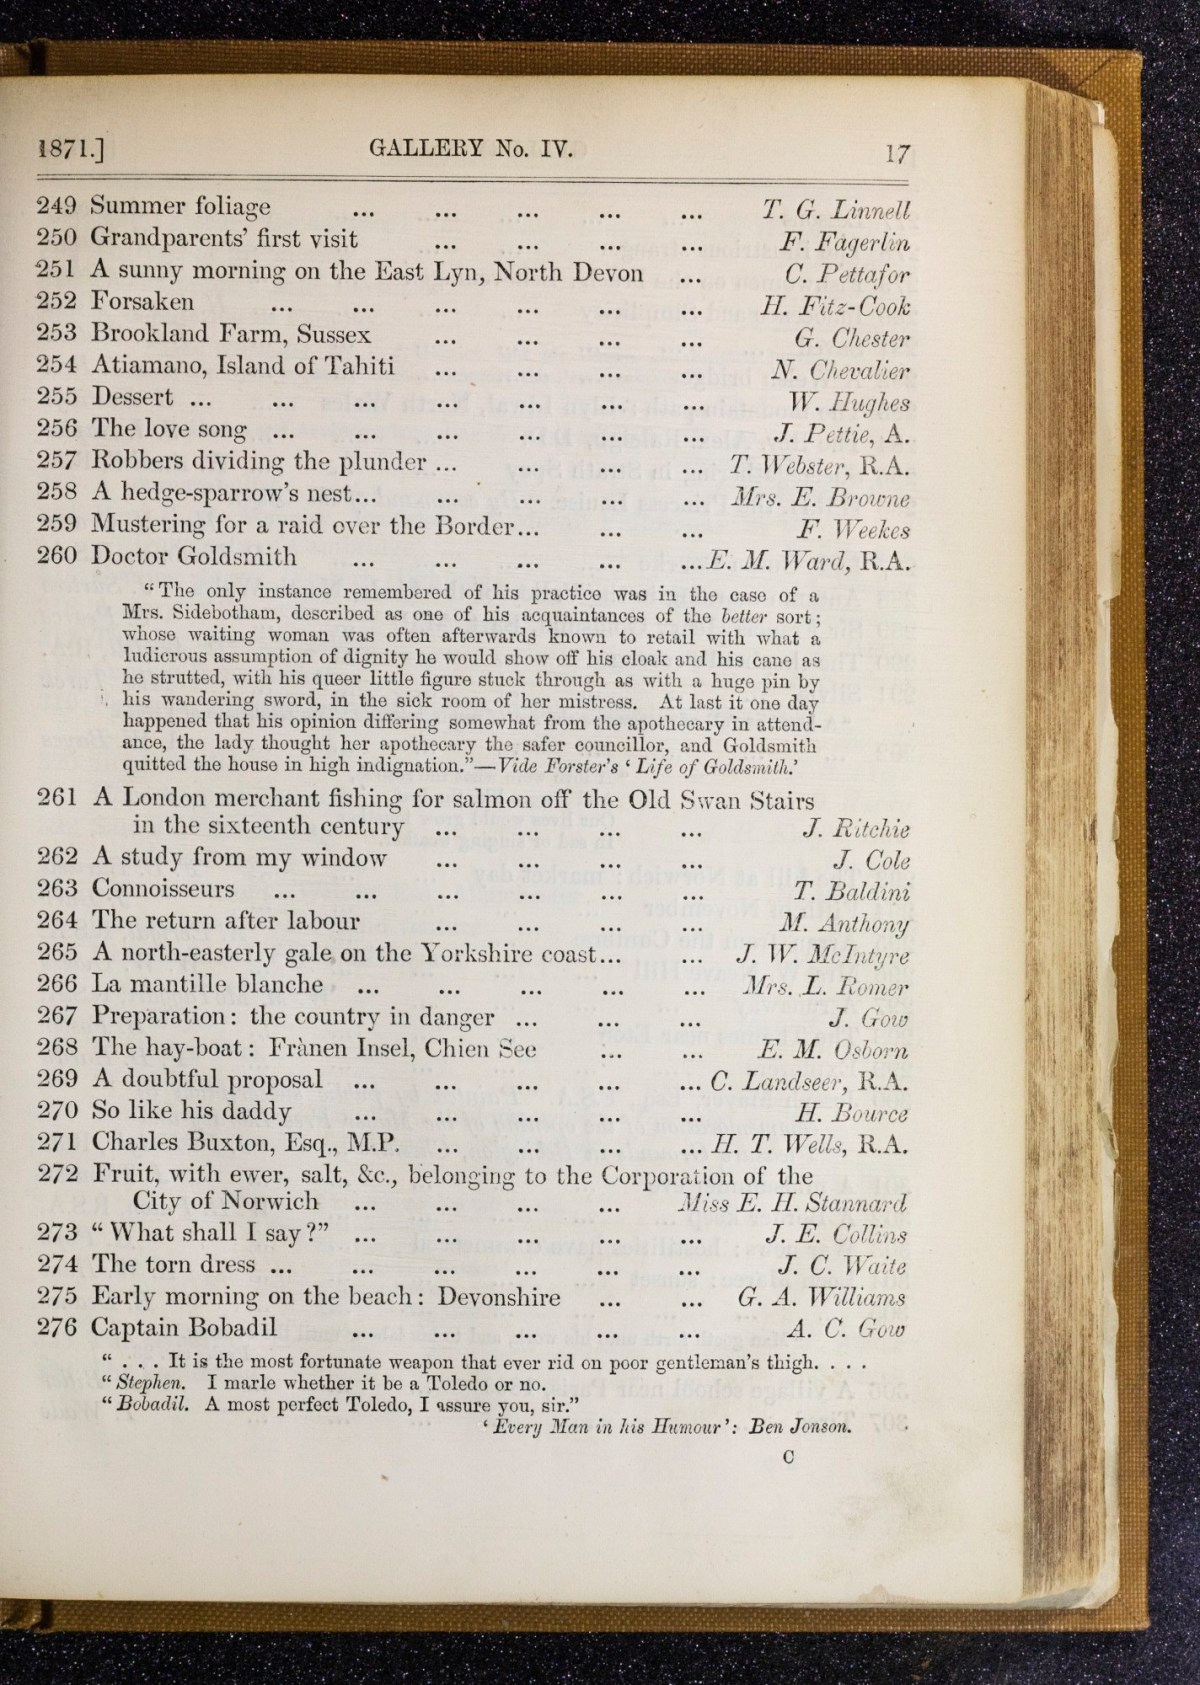 1871.] GALLERY No. IV. 17
249 Summer foliage ... ... ... ... ... T. G. Linnell
250 Grandparents' first visit ... ... ... ... F. Fagerlin
251 A sunny morning on the East Lyn, North Devon ... C. Pettafor
252 Forsaken ... ... ... ... ... ... H. Fitz-Cook
253 Brookland Farm, Sussex ... ... ... ... G. Chester
254 Atiamano, Island of Tahiti ... ... ... ... N. Chevalier
255 Dessert ... ... ... ... ... ... ... W. Hughes
256 The love song ... ... ... ... ... ... J. Pettie, A.
257 Robbers dividing the plunder ... ... ... ... T. Webster, R.A.
258 A hedge-sparrow's nest... ... ... ... ... Mrs. E. Browne
259 Mustering for a raid over the Border... ... ... F. Weekes
260 Doctor Goldsmith ... ... ... ... ... E. M. Ward, R.A.
"The only instance remembered of his practice was in the case of a
Mrs. Sidebotham, described as one of his acquaintances of the better sort;
whose waiting woman was often afterwards known to retail with what a
ludicrous assumption of dignity he would show off his cloak and his cane as
he strutted, with his queer little figure stuck through as with a huge pin by
his wandering sword, in the sick room of her mistress. At last it one day
happened that his opinion differing somewhat from the apothecary in attend-
ance, the lady thought her apothecary the safer councillor, and Goldsmith
quitted the house in high indignation."—Vide Forster's 'Life of Goldsmith.'
261 A London merchant fishing for salmon off the Old Swan Stairs
in the sixteenth century ... ... ... ... J. Ritchie
262 A study from my window ... ... ... ... J. Cole
263 Connoisseurs ... ... ... ... ... ... T. Baldini
264 The return after labour ... ... ... ... M. Anthony
265 A north-easterly gale on the Yorkshire coast... ... J. W. McIntyre
266 La mantille blanche ... ... ... ... ... Mrs. L. Romer
267 Preparation: the country in danger ... ... ... J. Gow
268 The hay-boat: Frànen Insel, Chien See ... ... E. M. Osborn
269 A doubtful proposal ... ... ... ... ... C. Landseer, R.A.
270 So like his daddy ... ... ... ... ... H. Bource
271 Charles Buxton, Esq., M.P. ... ... ... ... H. T. Wells, R.A.
272 Fruit, with ewer, salt, &c., belonging to the Corporation of the
City of Norwich ... ... ... ... Miss E. H. Stannard
273 "What shall I say?" ... ... ... ... ... J. E. Collins
274 The torn dress ... ... ... ... ... ... J. C. Waite
275 Early morning on the beach: Devonshire ... ... G. A. Williams
276 Captain Bobadil ... ... ... ... ... A. C. Gow
". . . It is the most fortunate weapon that ever rid on poor gentleman's thigh. . . .
"Stephen. I marle whether it be a Toledo or no.
"Bobadil. A most perfect Toledo, I assure you, sir."
'Every Man in his Humour': Ben Jonson.
C